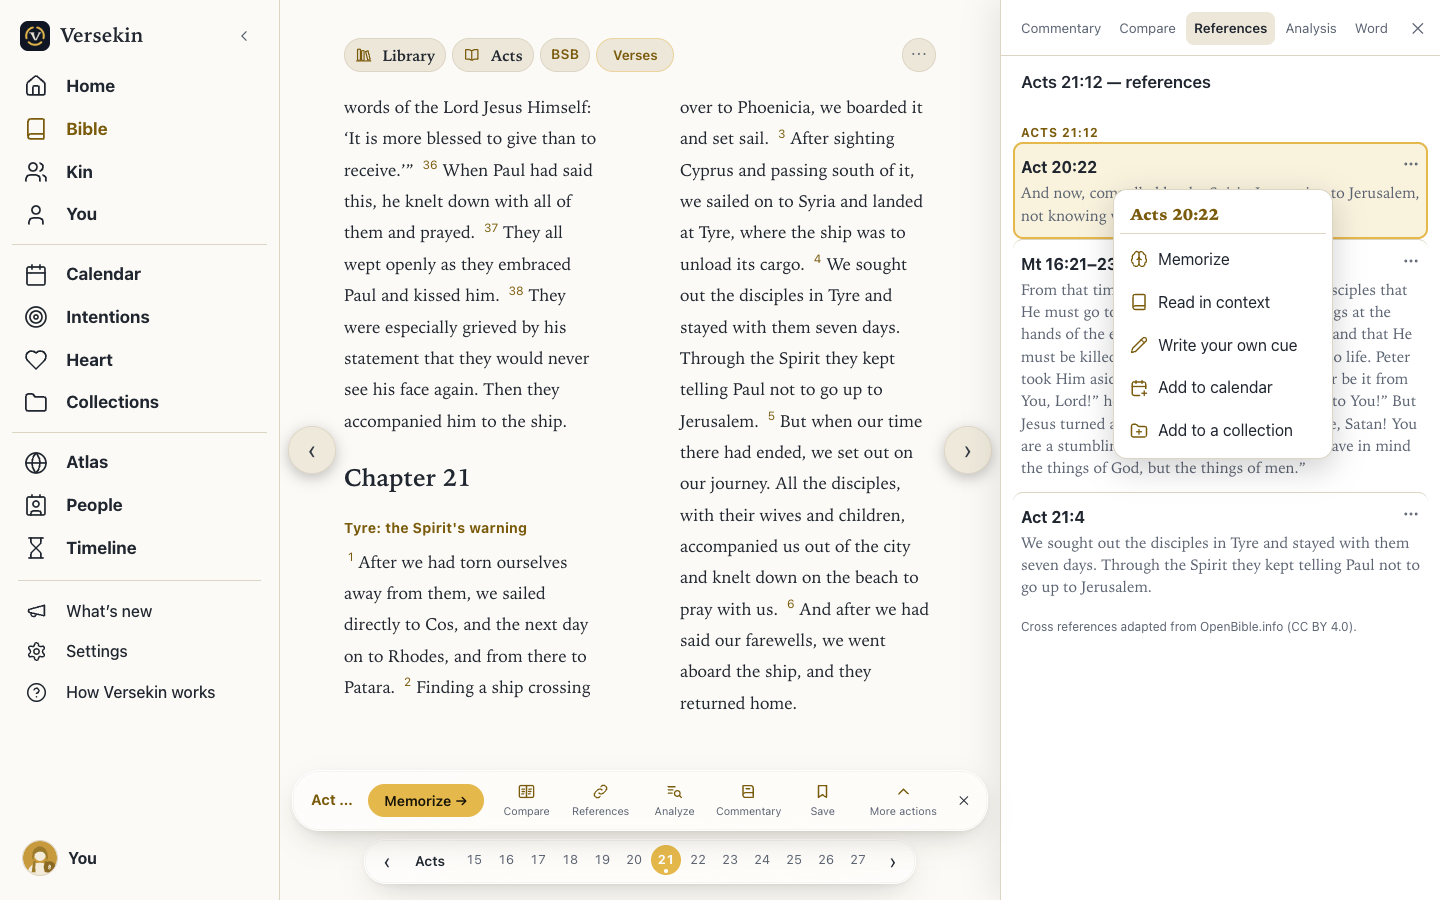 Versekin
Home
Bible
Kin
You
Calendar
Intentions
Heart
Collections
Atlas
People
Timeline
What's new
Settings
How Versekin works
You
Library
Acts
BSB
Verses
words of the Lord Jesus Himself:
‘It is more blessed to give than to
receive.’” 36 When Paul had said
this, he knelt down with all of
them and prayed. 37 They all
wept openly as they embraced
Paul and kissed him. 38 They
were especially grieved by his
statement that they would never
see his face again. Then they
accompanied him to the ship.
Chapter 21
Tyre: the Spirit's warning
1 After we had torn ourselves
away from them, we sailed
directly to Cos, and the next day
on to Rhodes, and from there to
Patara. 2 Finding a ship crossing
over to Phoenicia, we boarded it
and set sail. 3 After sighting
Cyprus and passing south of it,
we sailed on to Syria and landed
at Tyre, where the ship was to
unload its cargo. 4 We sought
out the disciples in Tyre and
stayed with them seven days.
Through the Spirit they kept
telling Paul not to go up to
Jerusalem. 5 But when our time
there had ended, we set out on
our journey. All the disciples,
with their wives and children,
accompanied us out of the city
and knelt down on the beach to
pray with us. 6 And after we had
said our farewells, we went
aboard the ship, and they
returned home.
Act ...
Memorize →
Compare
References
Analyze
Commentary
Save
More actions
Acts 15 16 17 18 19 20 21 22 23 24 25 26 27
Commentary Compare References Analysis Word
Acts 21:12 — references
ACTS 21:12
Act 20:22
And now, to Jerusalem,
not knowing
Acts 20:22
Memorize
Read in context
Write your own cue
Add to calendar
Add to a collection
Mt 16:21–23
From that
He must go gs at the
hands of the and that He
must be o life. Peter
took Him r be it from
You, Lord!” to You!” But
Jesus turned Satan! You
are a in mind
the things of God, but the things of men.”
Act 21:4
We sought out the disciples in Tyre and stayed with them
seven days. Through the Spirit they kept telling Paul not to
go up to Jerusalem.
Cross references adapted from OpenBible.info (CC BY 4.0).